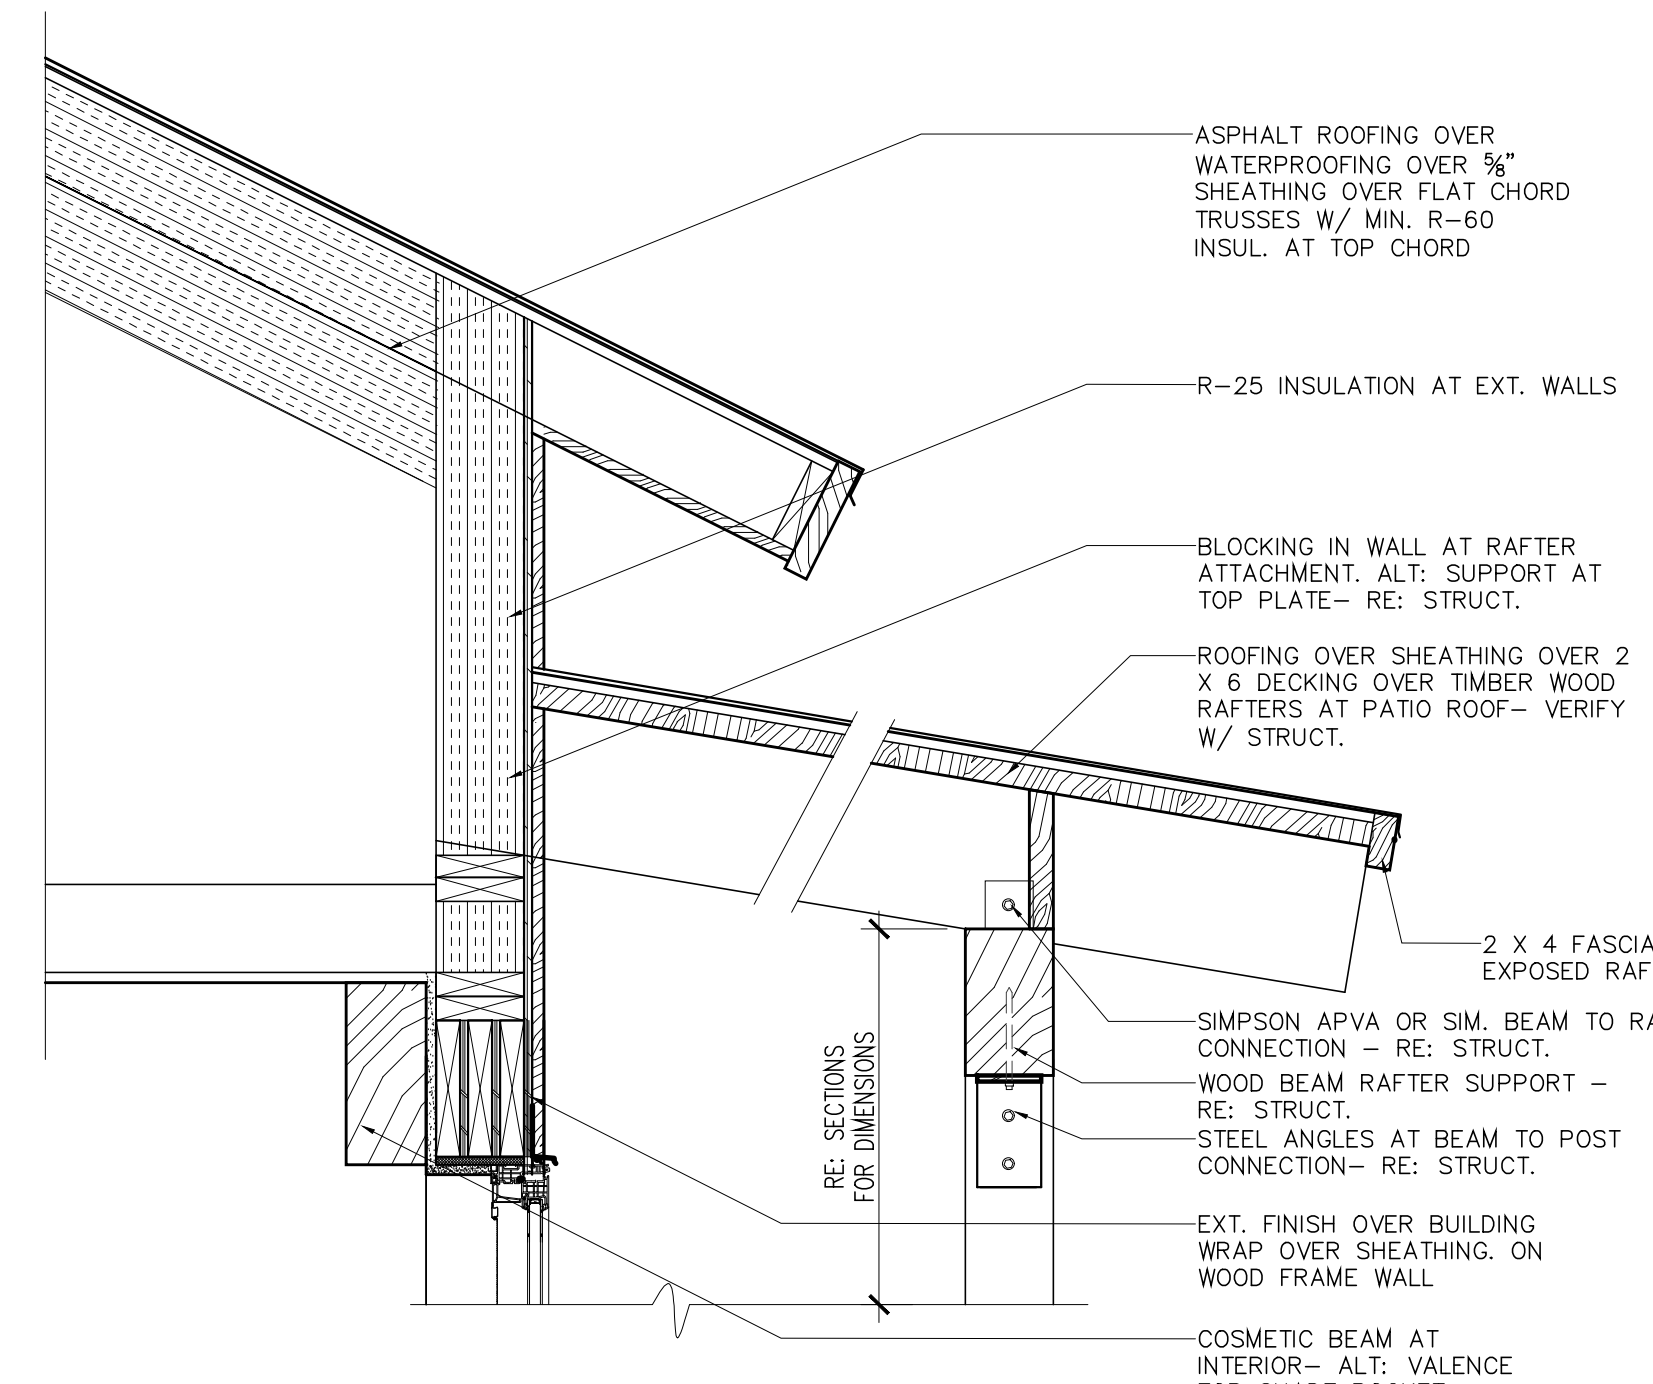 ASPHALT ROOFING OVER
WATERPROOFING OVER ⅝"
SHEATHING OVER FLAT CHORD
TRUSSES W/ MIN. R-60
INSUL. AT TOP CHORD
R-25 INSULATION AT EXT. WALLS
BLOCKING IN WALL AT RAFTER
ATTACHMENT. ALT: SUPPORT AT
TOP PLATE- RE: STRUCT.
ROOFING OVER SHEATHING OVER 2
X 6 DECKING OVER TIMBER WOOD
RAFTERS AT PATIO ROOF- VERIFY
W/ STRUCT.
2 X 4 FASCIA
EXPOSED RAF
SIMPSON APVA OR SIM. BEAM TO RA
CONNECTION - RE: STRUCT.
WOOD BEAM RAFTER SUPPORT -
RE: STRUCT.
STEEL ANGLES AT BEAM TO POST
CONNECTION- RE: STRUCT.
RE: SECTIONS
FOR DIMENSIONS
EXT. FINISH OVER BUILDING
WRAP OVER SHEATHING. ON
WOOD FRAME WALL
COSMETIC BEAM AT
INTERIOR- ALT: VALENCE